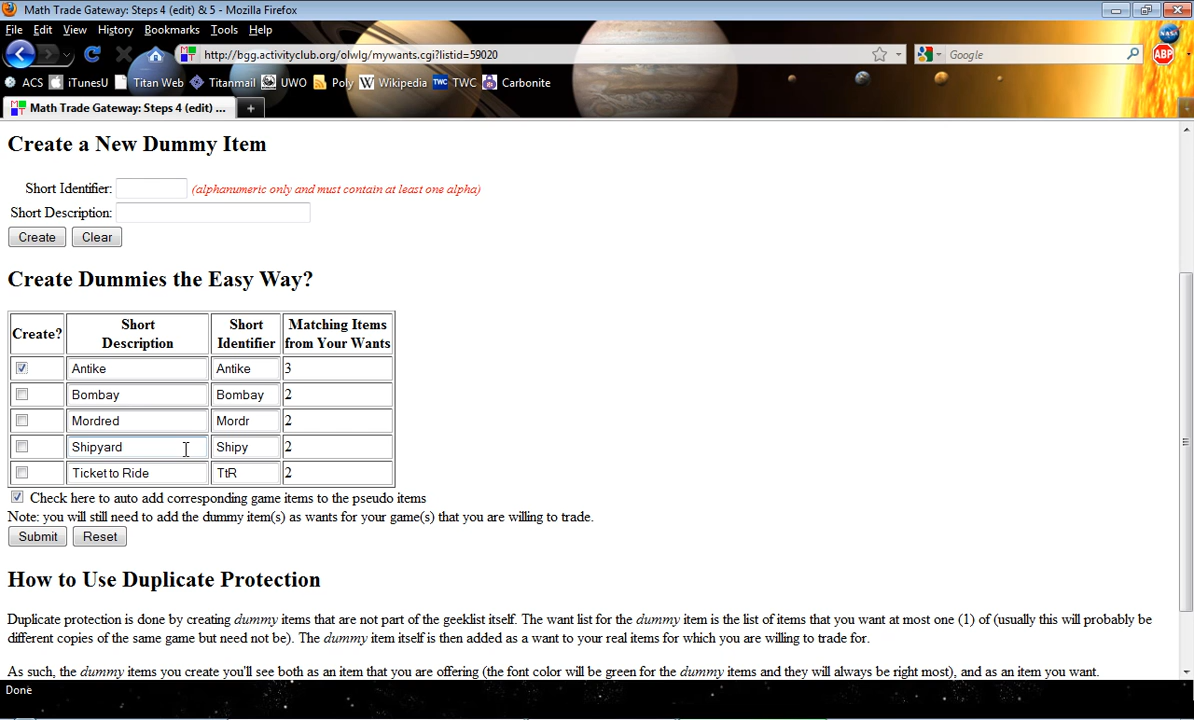 Math Trade Gateway: Steps 4 (edit) & 5 - Mozilla Firefox
File Edit View History Bookmarks Tools Help
http://bgg.activityclub.org/olwlg/mywants.cgi?listid=59020
Google
NASA
ABP
ACS iTunesU Titan Web Titanmail UWO Poly Wikipedia TWC TWC Carbonite
Math Trade Gateway: Steps 4 (edit) ...
Create a New Dummy Item
Short Identifier: (alphanumeric only and must contain at least one alpha)
Short Description:
Create Clear
Create Dummies the Easy Way?
Create? Short Description Short Identifier Matching Items from Your Wants
Antike Antike 3
Bombay Bombay 2
Mordred Mordr 2
Shipyard Shipy 2
Ticket to Ride TtR 2
Check here to auto add corresponding game items to the pseudo items
Note: you will still need to add the dummy item(s) as wants for your game(s) that you are willing to trade.
Submit Reset
How to Use Duplicate Protection
Duplicate protection is done by creating dummy items that are not part of the geeklist itself. The want list for the dummy item is the list of items that you want at most one (1) of (usually this will probably be
different copies of the same game but need not be). The dummy item itself is then added as a want to your real items for which you are willing to trade for.
As such, the dummy items you create you'll see both as an item that you are offering (the font color will be green for the dummy items and they will always be right most), and as an item you want.
Done